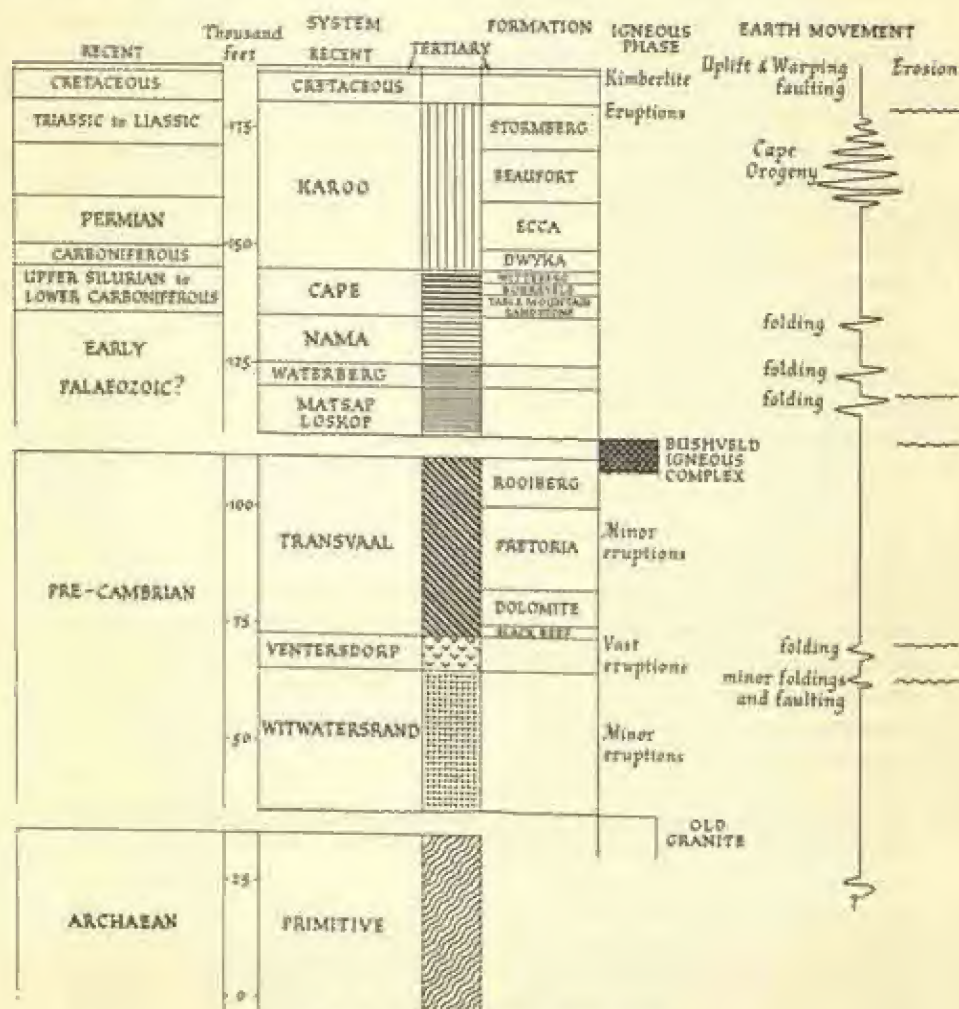 RECENT
Thousand
feet
SYSTEM
RECENT
TERTIARY
FORMATION
IGNEOUS
PHASE
EARTH MOVEMENT
CRETACEOUS
TRIASSIC to LIASSIC
PERMIAN
CARBONIFEROUS
UPPER SILURIAN to
LOWER CARBONIFEROUS
EARLY
PALAEOZOIC?
PRE-CAMBRIAN
ARCHAEAN
175
150
125
100
75
50
25
0
CRETACEOUS
KAROO
CAPE
NAMA
WATERBERG
MATSAP
LOSKOP
TRANSVAAL
VENTERSDORP
WITWATERSRAND
PRIMITIVE
STORMBERG
BEAUFORT
ECCA
DWYKA
WITTEBERG
BOKKEVELD
TABLE MOUNTAIN
SANDSTONE
ROOIBERG
PRETORIA
DOLOMITE
BLACK REEF
Kimberlite
Eruptions
BUSHVELD
IGNEOUS
COMPLEX
Minor
eruptions
Vast
eruptions
Minor
eruptions
OLD
GRANITE
Uplift & Warping
faulting
Erosion
Cape
Orogeny
folding
folding
folding
folding
minor foldings
and faulting
?